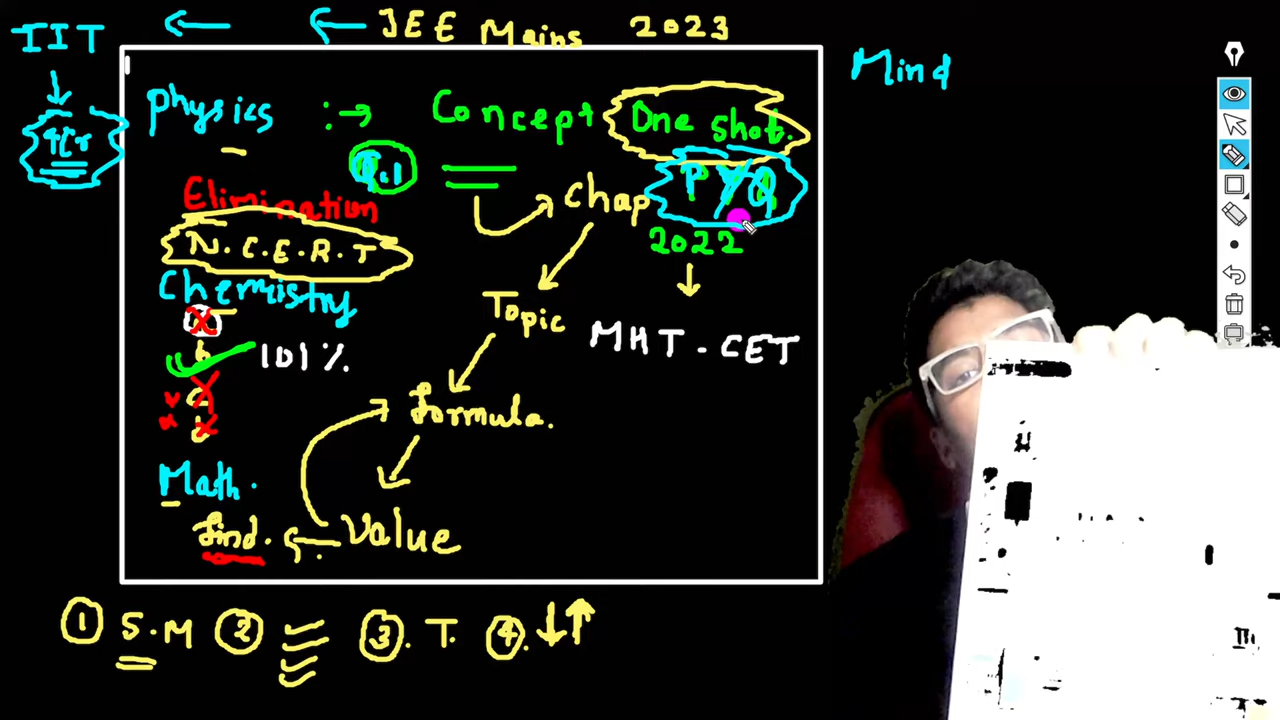 IIT ← ← JEE Mains 2023
Mind
Physics :→ Concept One shot.
Q.1
Chap PYQ
Elimination
2022
N.C.E.R.T
Chemistry
Topic
MHT - CET
b
101 %.
formula.
Math.
find. Value
① S.M ② ③. T. ④. ↓↑